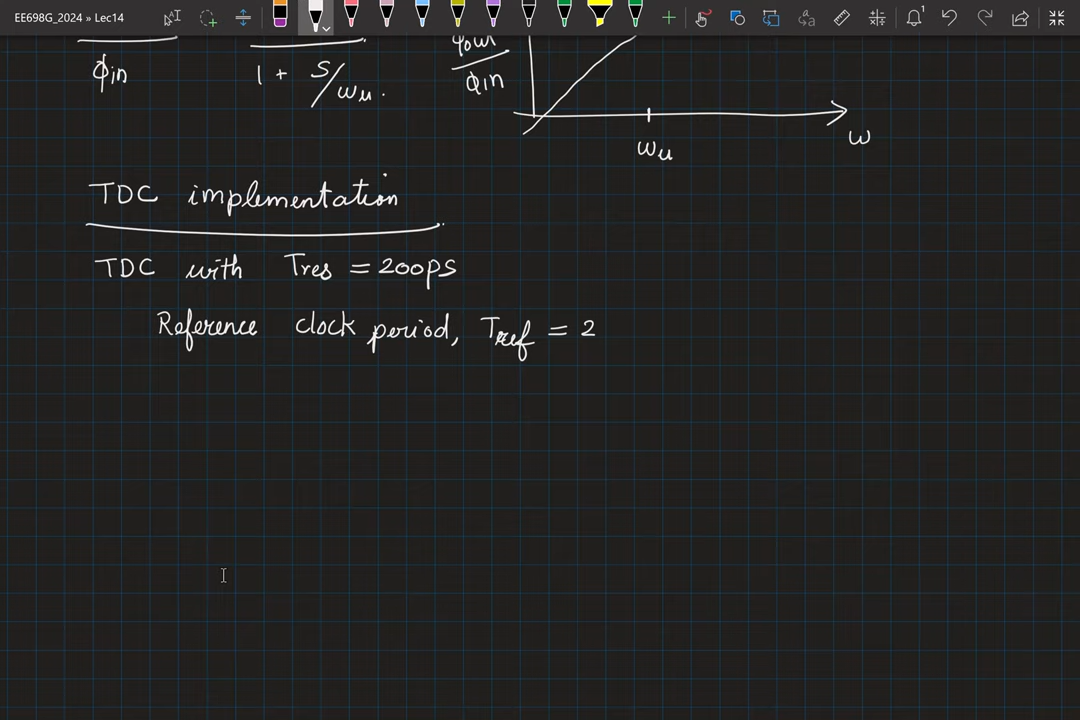 EE698G_2024 » Lec14
ϕout
ϕin
1 + S/ωu.
ϕin
ωu
ω
TDC implementation
TDC with Tres = 200ps
Reference clock period, Tref = 2